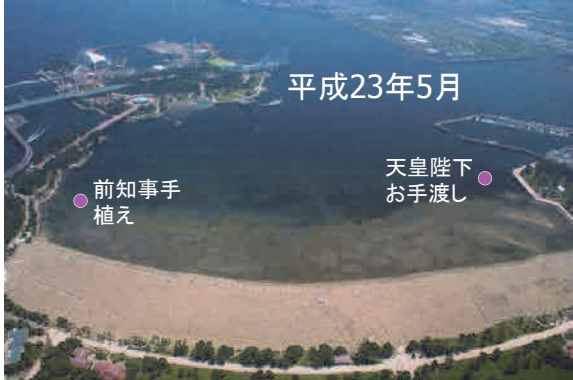 平成23年5月
天皇陛下
お手渡し
前知事手
植え